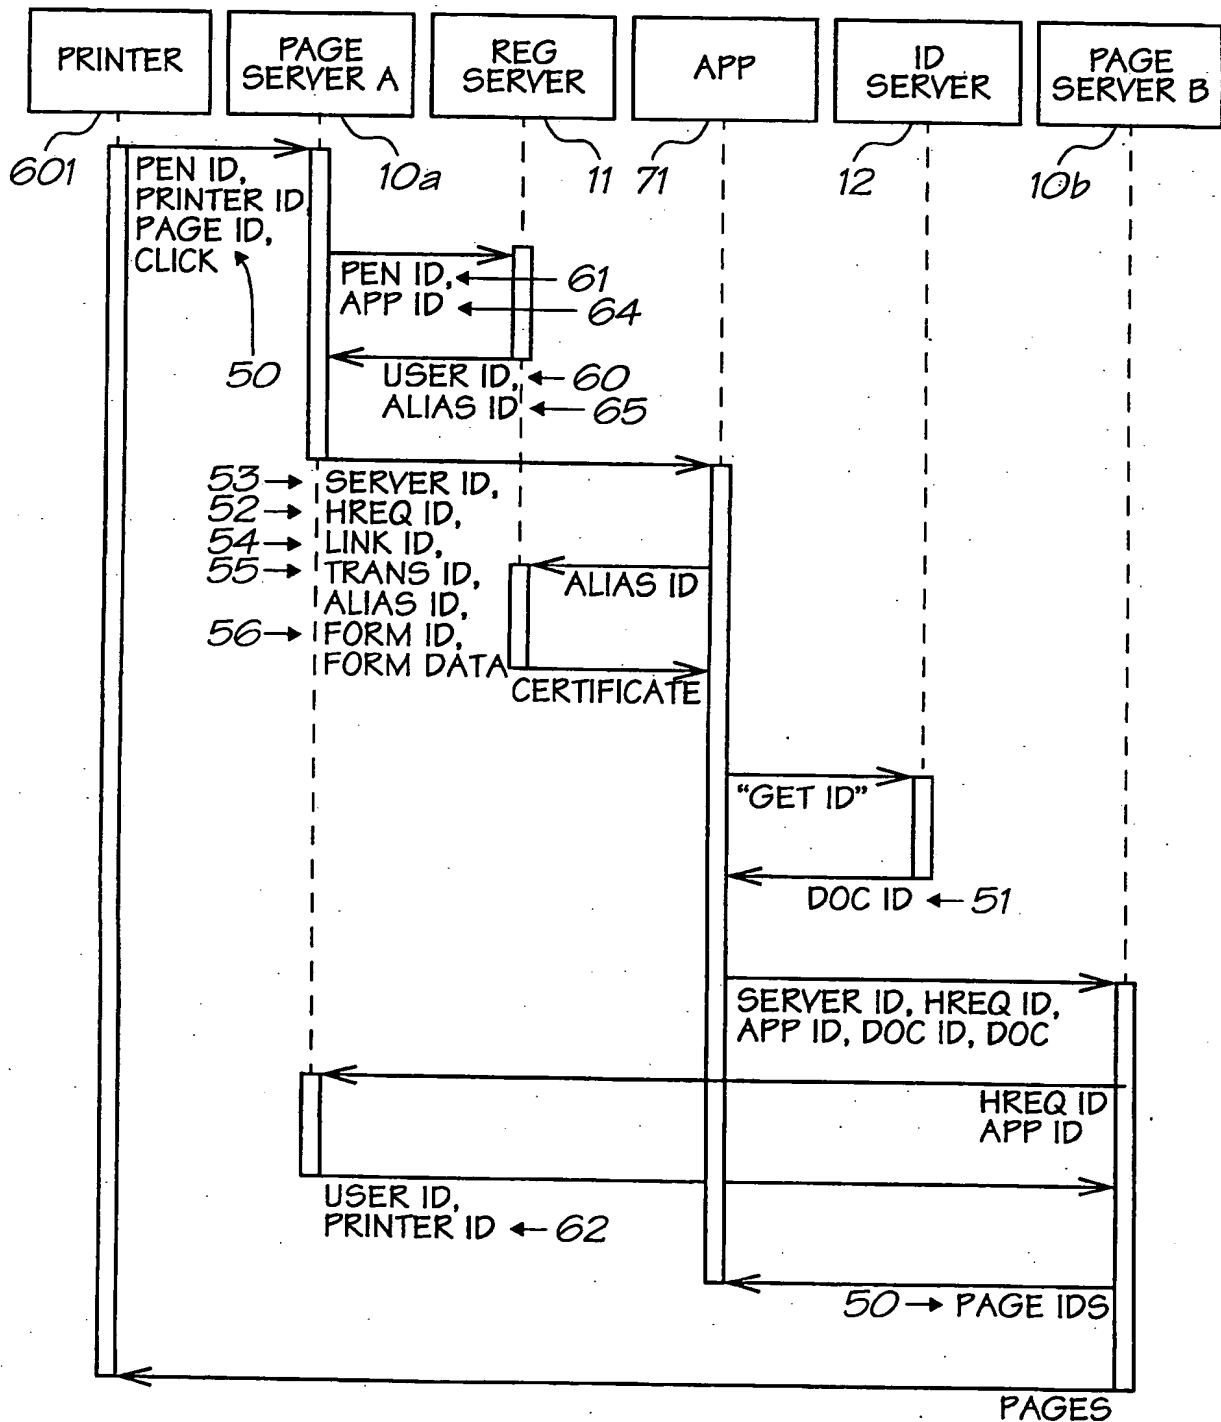 PRINTER
PAGE
SERVER A
REG
SERVER
APP
ID
SERVER
PAGE
SERVER B
601
10a
11
71
12
10b
PEN ID,
PRINTER ID
PAGE ID,
CLICK
50
PEN ID,
61
APP ID
64
USER ID,
60
ALIAS ID
65
53
SERVER ID,
52
HREQ ID,
54
LINK ID,
55
TRANS ID,
ALIAS ID,
56
FORM ID,
FORM DATA
ALIAS ID
CERTIFICATE
“GET ID”
DOC ID
51
SERVER ID, HREQ ID,
APP ID, DOC ID, DOC
HREQ ID
APP ID
USER ID,
PRINTER ID
62
50
PAGE IDS
PAGES